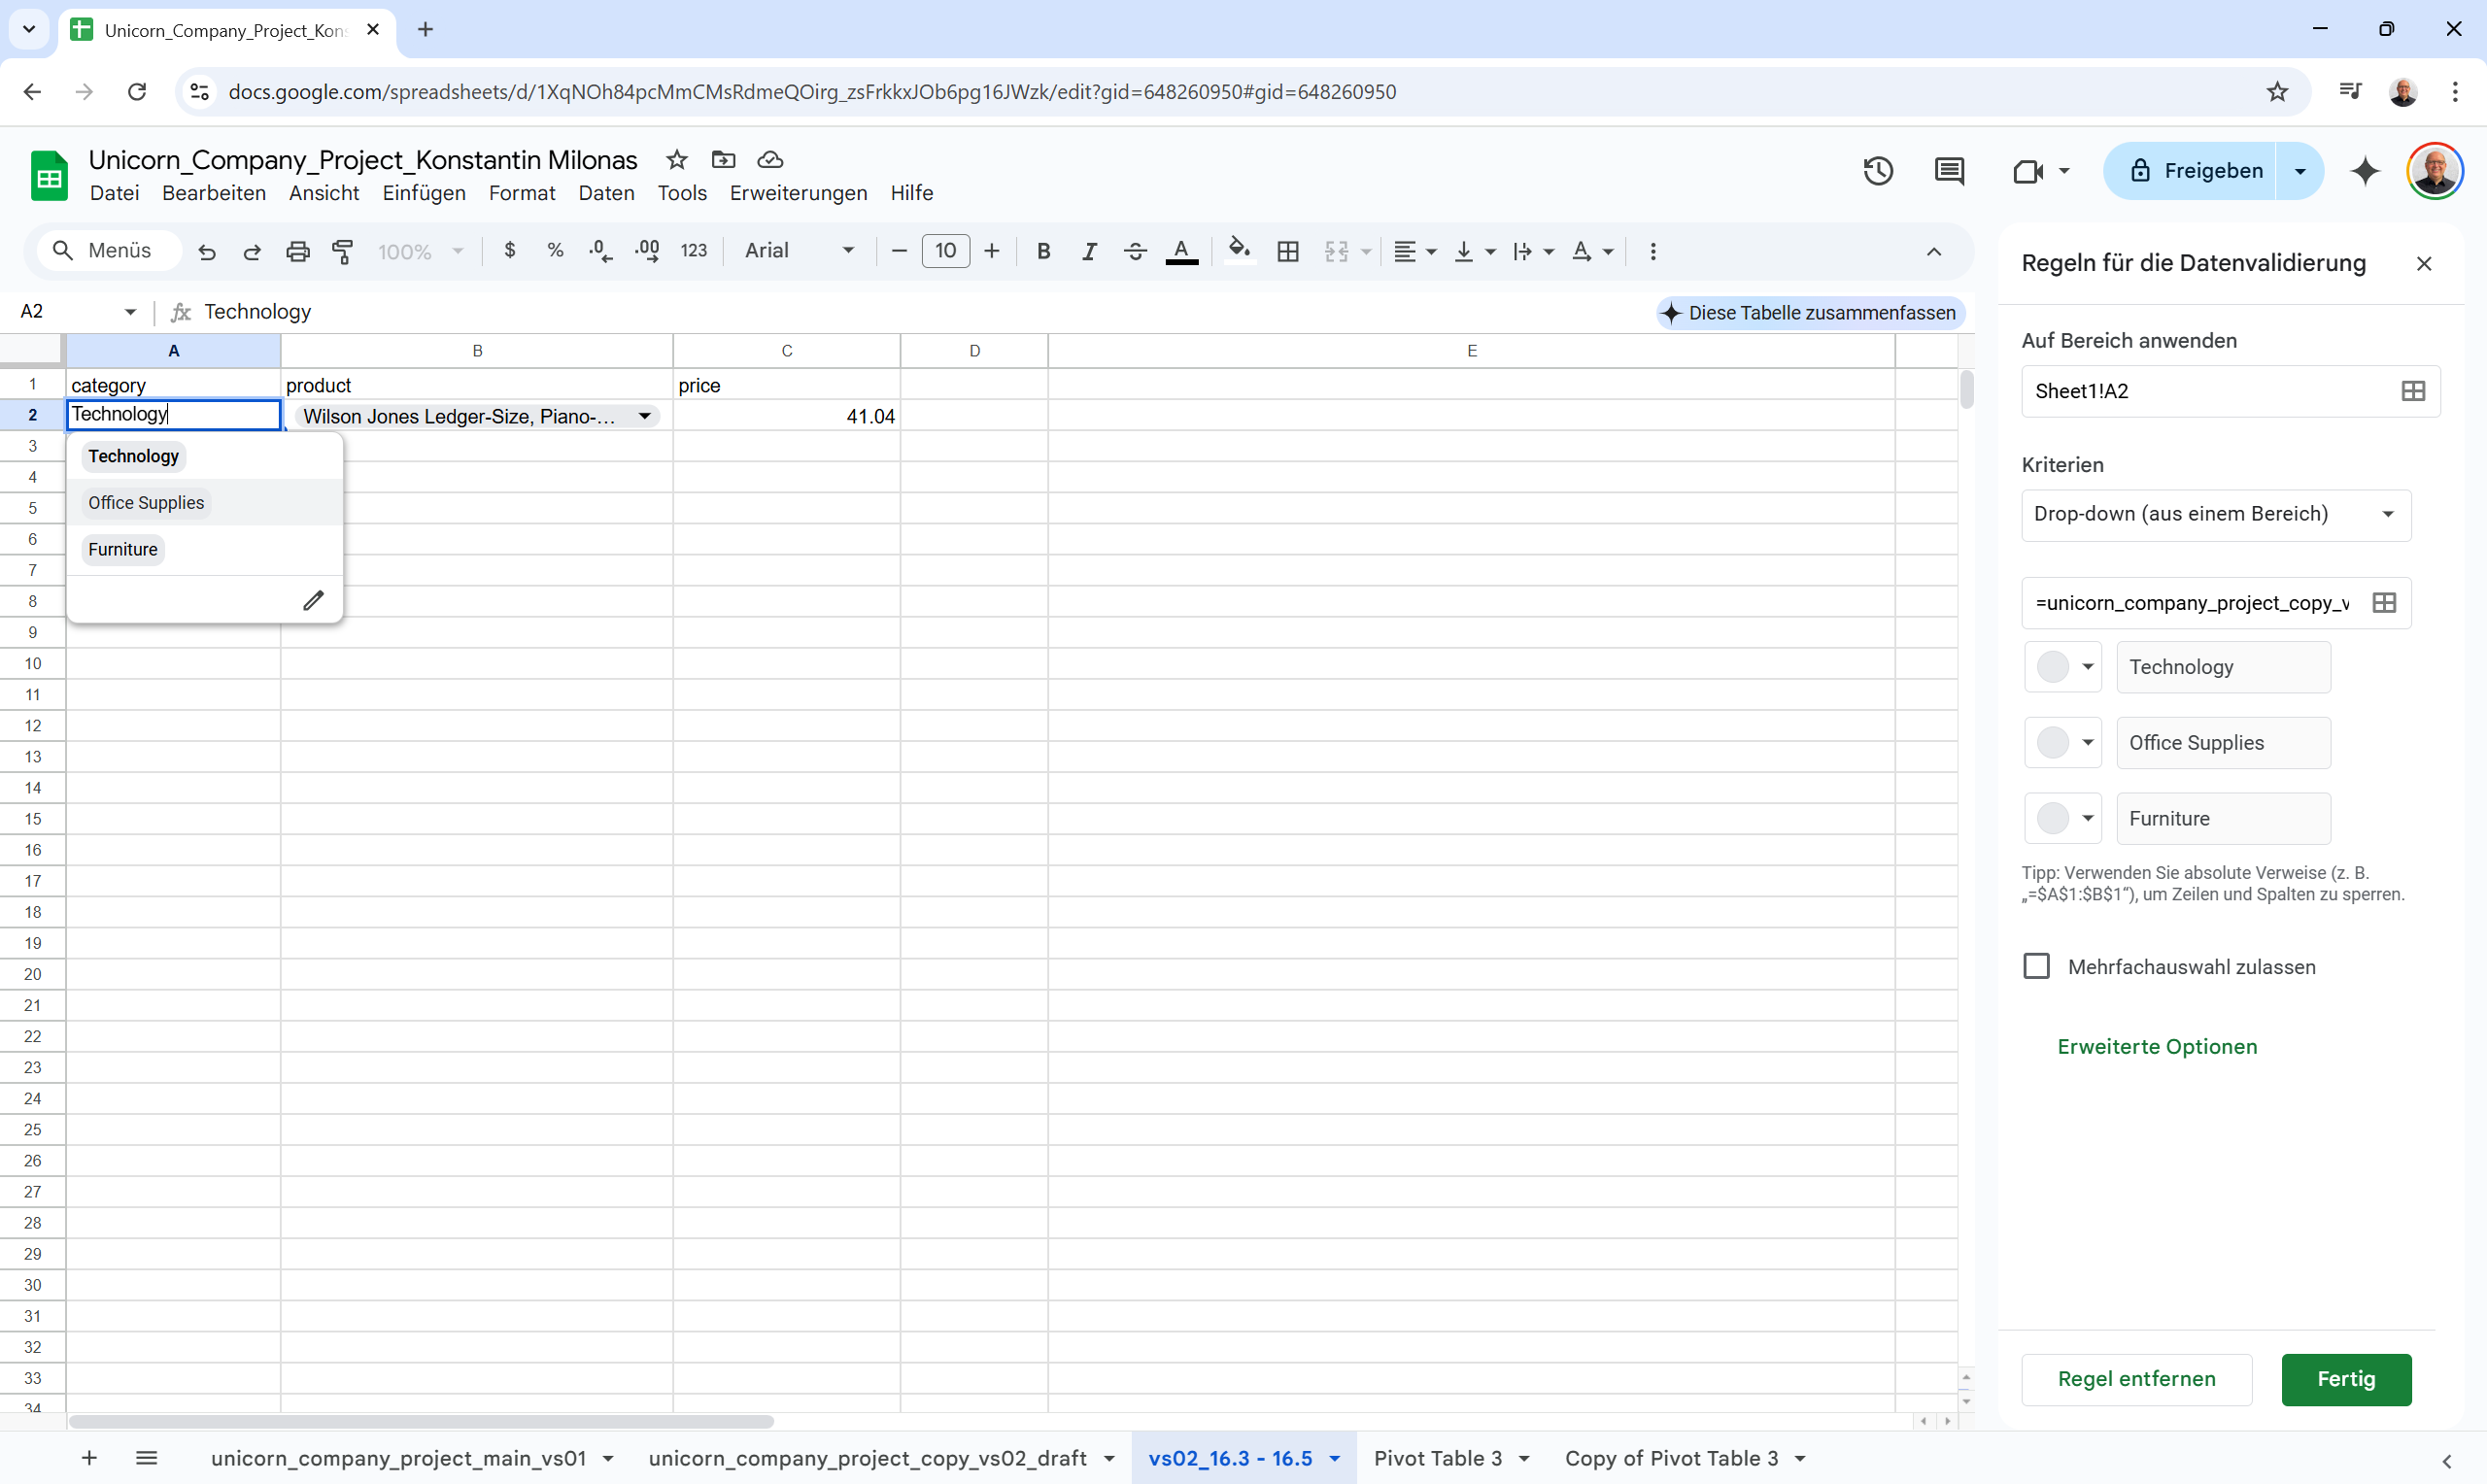 Unicorn_Company_Project_Kon
docs.google.com/spreadsheets/d/1XqNOh84pcMmCMsRdmeQOirg_zsFrkkxJOb6pg16JWzk/edit?gid=648260950#gid=648260950
Unicorn_Company_Project_Konstantin Milonas
Datei Bearbeiten Ansicht Einfügen Format Daten Tools Erweiterungen Hilfe
Freigeben
Menüs 100% $ % .0 .00 123 Arial 10 B I S A
A2 fx Technology
Diese Tabelle zusammenfassen
A B C D E
1 category product price
2 Technology Wilson Jones Ledger-Size, Piano-... 41.04
Technology
Office Supplies
Furniture
3
4
5
6
7
8
9
10
11
12
13
14
15
16
17
18
19
20
21
22
23
24
25
26
27
28
29
30
31
32
33
34
Regeln für die Datenvalidierung
Auf Bereich anwenden
Sheet1!A2
Kriterien
Drop-down (aus einem Bereich)
=unicorn_company_project_copy_v
Technology
Office Supplies
Furniture
Tipp: Verwenden Sie absolute Verweise (z. B.
„=$A$1:$B$1“), um Zeilen und Spalten zu sperren.
Mehrfachauswahl zulassen
Erweiterte Optionen
Regel entfernen Fertig
unicorn_company_project_main_vs01 unicorn_company_project_copy_vs02_draft vs02_16.3 - 16.5 Pivot Table 3 Copy of Pivot Table 3